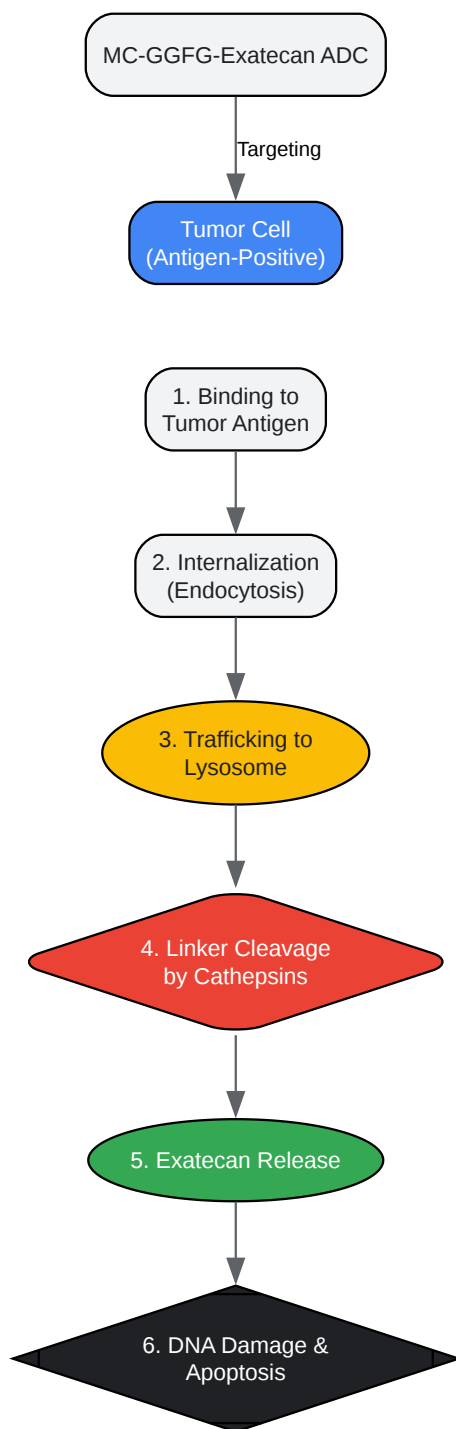 MC-GGFG-Exatecan ADC
Targeting
Tumor Cell
(Antigen-Positive)
1. Binding to
Tumor Antigen
2. Internalization
(Endocytosis)
3. Trafficking to
Lysosome
4. Linker Cleavage
by Cathepsins
5. Exatecan Release
6. DNA Damage &
Apoptosis